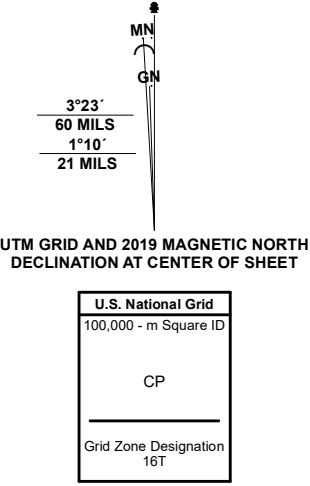 MN
GN
3°23´
60 MILS
1°10´
21 MILS
UTM GRID AND 2019 MAGNETIC NORTH
DECLINATION AT CENTER OF SHEET
U.S. National Grid
100,000 - m Square ID
CP
Grid Zone Designation
16T